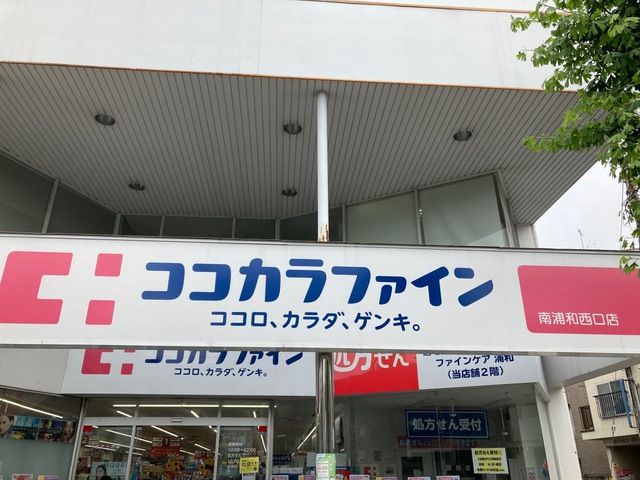 ココカラファイン
ココロ、カラダ、ゲンキ。
南浦和西口店
ココカラファイン
ココロ、カラダ、ゲンキ。
処方せん
ファインケア 浦和
（当店舗2階）
処方せん受付